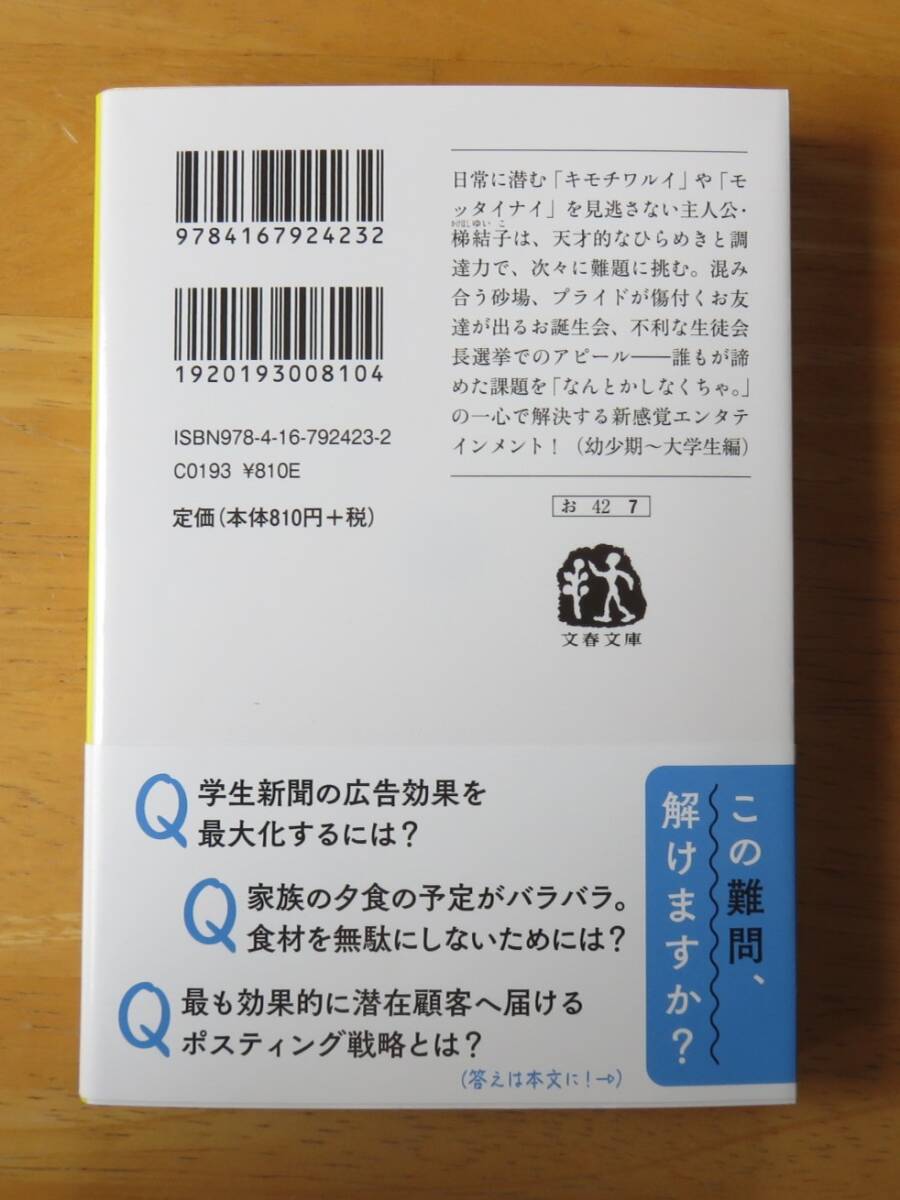 9784167924232
1920193008104
ISBN978-4-16-792423-2
C0193 ¥810E
定価(本体810円+税)
日常に潜む「キモチワルイ」や「モ
ッタイナイ」を見逃さない主人公・
かけはしゆいこ
梯結子は、天才的なひらめきと調
達力で、次々に難題に挑む。混み
合う砂場、プライドが傷付くお友
達が出るお誕生会、不利な生徒会
長選挙でのアピール――誰もが諦
めた課題を「なんとかしなくちゃ。」
の一心で解決する新感覚エンタテ
インメント!（幼少期〜大学生編）
お 42 7
文春文庫
この難問、
解けますか?
Q 学生新聞の広告効果を
最大化するには?
Q 家族の夕食の予定がバラバラ。
食材を無駄にしないためには?
Q 最も効果的に潜在顧客へ届ける
ポスティング戦略とは?
(答えは本文に!→)